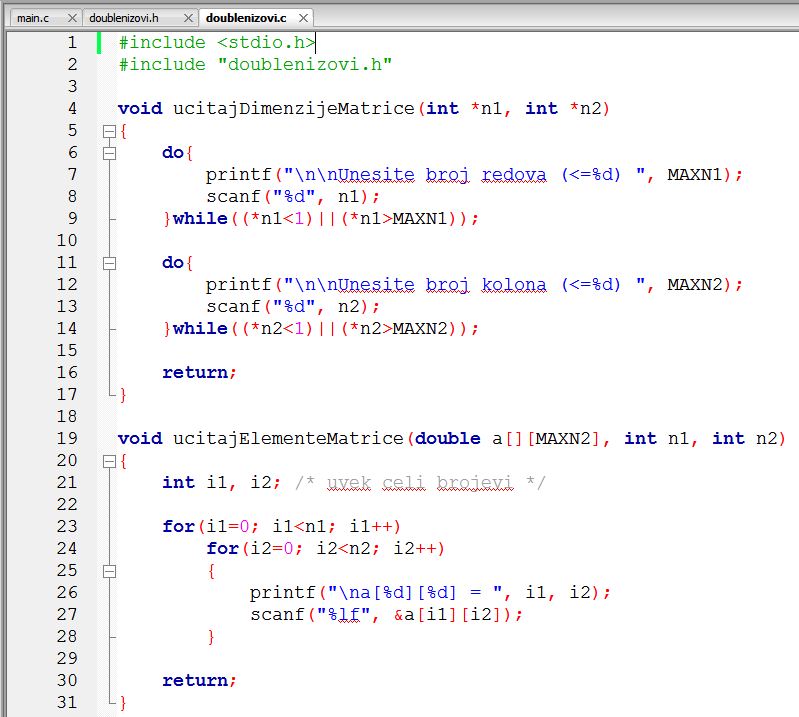 main.c doublenizovi.h doublenizovi.c
1 #include <stdio.h>
2 #include "doublenizovi.h"
3
4 void ucitajDimenzijeMatrice(int *n1, int *n2)
5 {
6     do{
7         printf("\n\nUnesite broj redova (<=%d) ", MAXN1);
8         scanf("%d", n1);
9     }while((*n1<1)||(*n1>MAXN1));
10
11     do{
12         printf("\n\nUnesite broj kolona (<=%d) ", MAXN2);
13         scanf("%d", n2);
14     }while((*n2<1)||(*n2>MAXN2));
15
16     return;
17 }
18
19 void ucitajElementeMatrice(double a[][MAXN2], int n1, int n2)
20 {
21     int i1, i2; /* uvek celi brojevi */
22
23     for(i1=0; i1<n1; i1++)
24         for(i2=0; i2<n2; i2++)
25         {
26             printf("\na[%d][%d] = ", i1, i2);
27             scanf("%lf", &a[i1][i2]);
28         }
29
30     return;
31 }